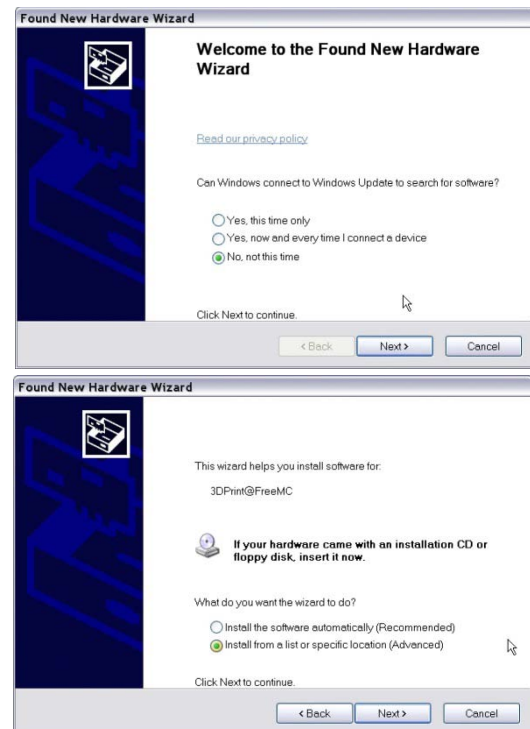 Found New Hardware Wizard
Welcome to the Found New Hardware
Wizard
Read our privacy policy
Can Windows connect to Windows Update to search for software?
Yes, this time only
Yes, now and every time I connect a device
No, not this time
Click Next to continue.
< Back
Next >
Cancel
Found New Hardware Wizard
This wizard helps you install software for:
3DPrint@FreeMC
If your hardware came with an installation CD or
floppy disk, insert it now.
What do you want the wizard to do?
Install the software automatically (Recommended)
Install from a list or specific location (Advanced)
Click Next to continue.
< Back
Next >
Cancel